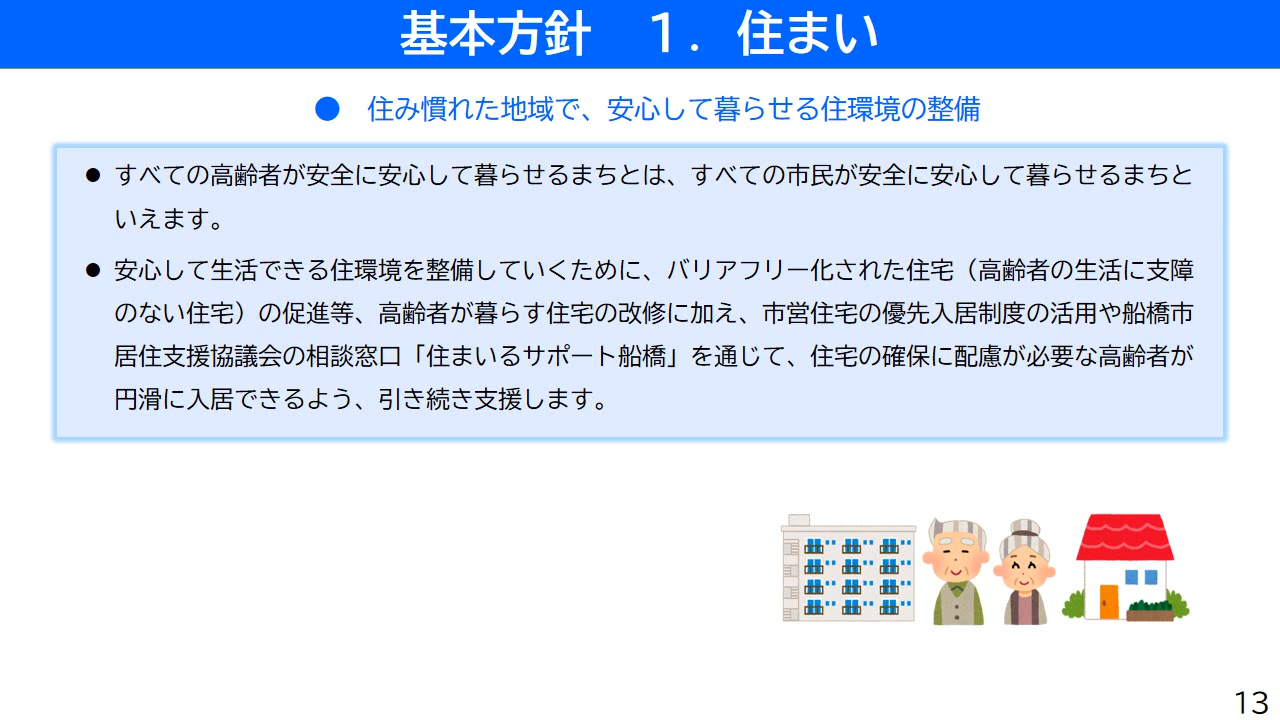 基本方針　１．住まい
●　住み慣れた地域で、安心して暮らせる住環境の整備
● すべての高齢者が安全に安心して暮らせるまちとは、すべての市民が安全に安心して暮らせるまちと
いえます。
● 安心して生活できる住環境を整備していくために、バリアフリー化された住宅（高齢者の生活に支障
のない住宅）の促進等、高齢者が暮らす住宅の改修に加え、市営住宅の優先入居制度の活用や船橋市
居住支援協議会の相談窓口「住まいるサポート船橋」を通じて、住宅の確保に配慮が必要な高齢者が
円滑に入居できるよう、引き続き支援します。
13